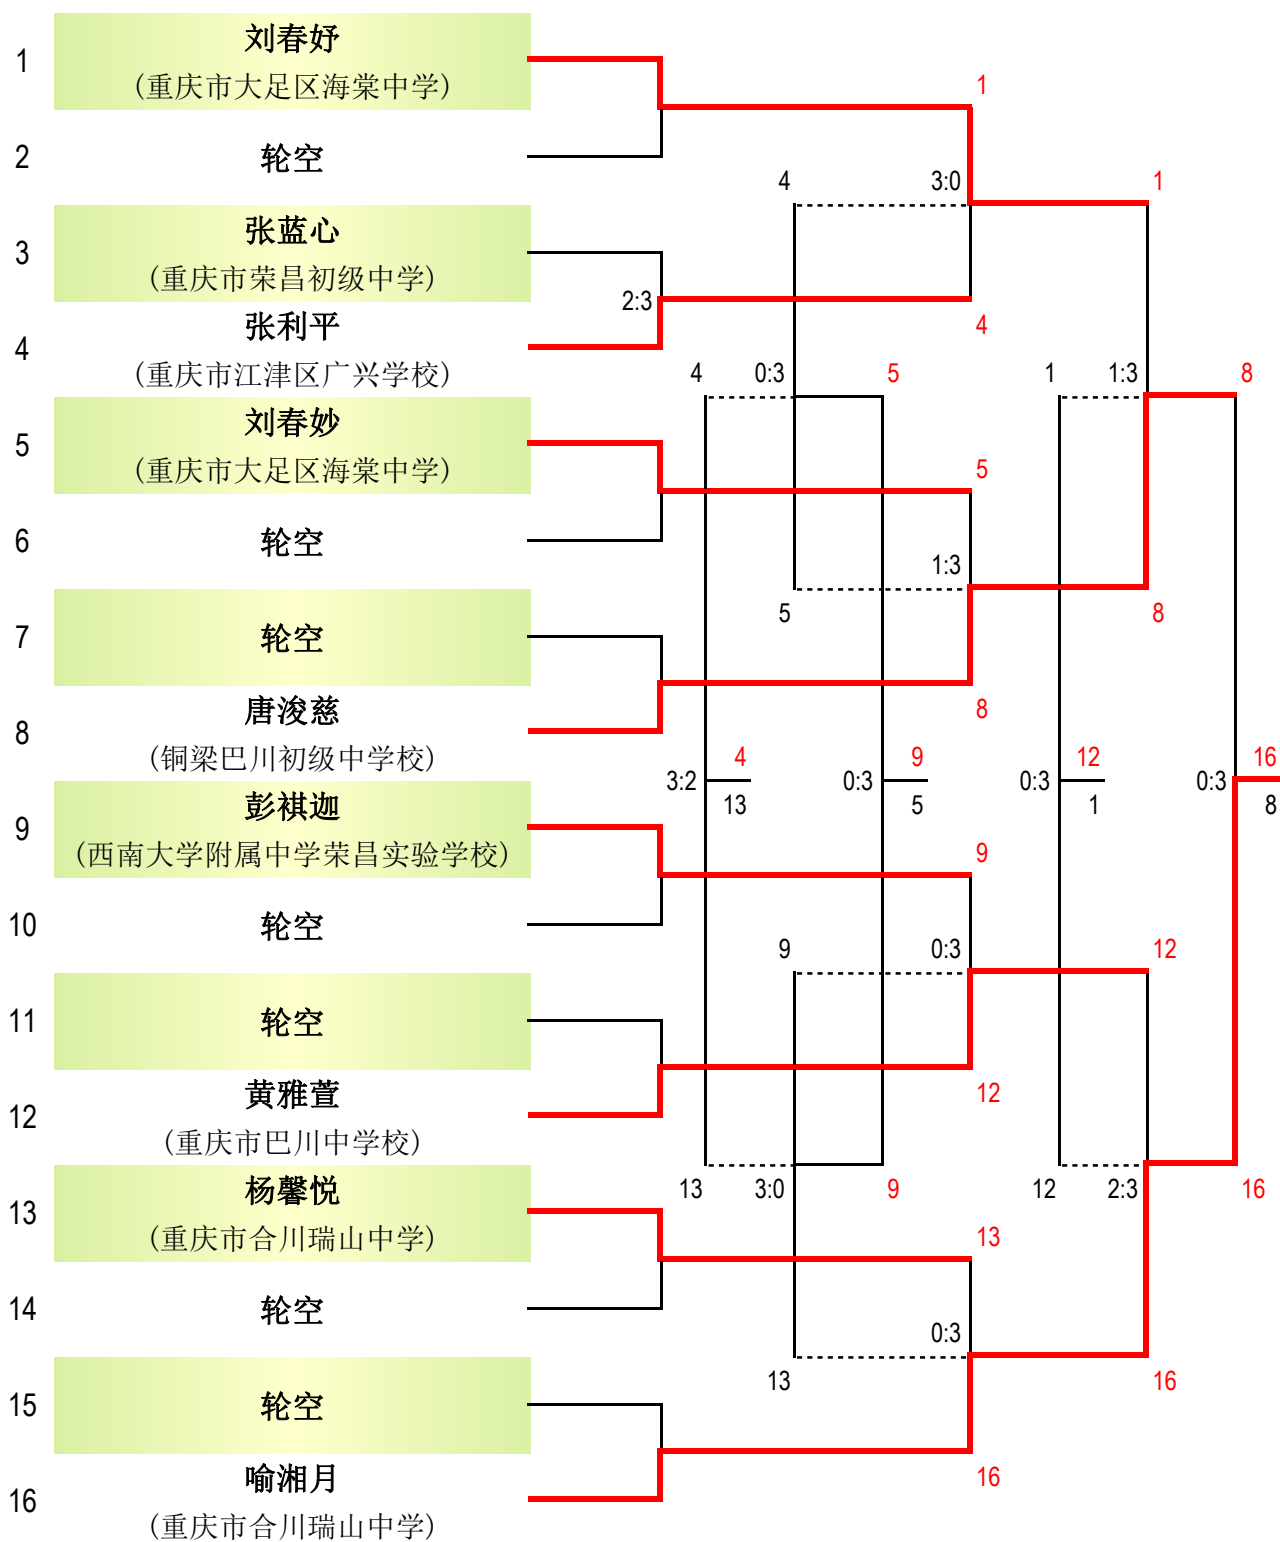 1
刘春妤
(重庆市大足区海棠中学)
2
轮空
3
张蓝心
(重庆市荣昌初级中学)
4
张利平
(重庆市江津区广兴学校)
5
刘春妙
(重庆市大足区海棠中学)
6
轮空
7
轮空
8
唐浚慈
(铜梁巴川初级中学校)
9
彭祺迦
(西南大学附属中学荣昌实验学校)
10
轮空
11
轮空
12
黄雅萱
(重庆市巴川中学校)
13
杨馨悦
(重庆市合川瑞山中学)
14
轮空
15
轮空
16
喻湘月
(重庆市合川瑞山中学)
1
4 3:0 1
2:3
4
4 0:3 5 1 1:3 8
5
1:3
5 8
8
4 9 12 16
3:2 0:3 0:3 0:3
13 5 1 8
9
9 0:3 12
12
13 3:0 9 12 2:3 16
13
0:3
13 16
16